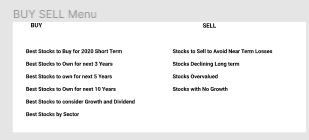 BUY SELL Menu
BUY
Best Stocks to Buy for 2020 Short Term
Best Stocks to Own for next 3 Years
Best Stocks to own for next 5 Years
Best Stocks to Own for next 10 Years
Best Stocks to consider Growth and Dividend
Best Stocks by Sector
SELL
Stocks to Sell to Avoid Near Term Losses
Stocks Declining Long term
Stocks Overvalued
Stocks with No Growth